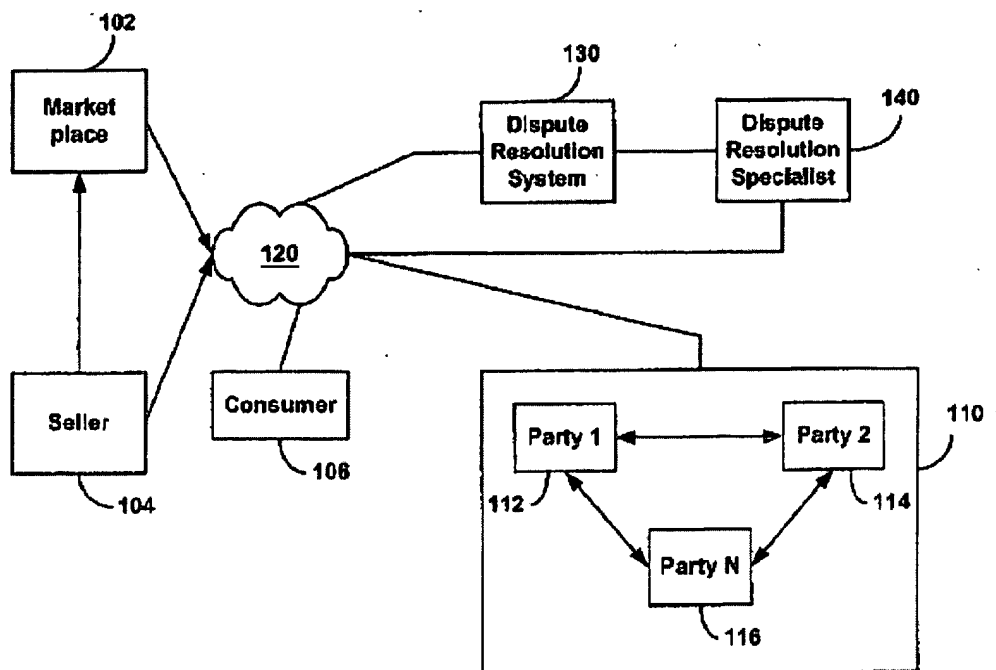 102
Market
place
130
Dispute
Resolution
System
140
Dispute
Resolution
Specialist
120
Seller
104
Consumer
106
110
Party 1
112
Party 2
114
Party N
116